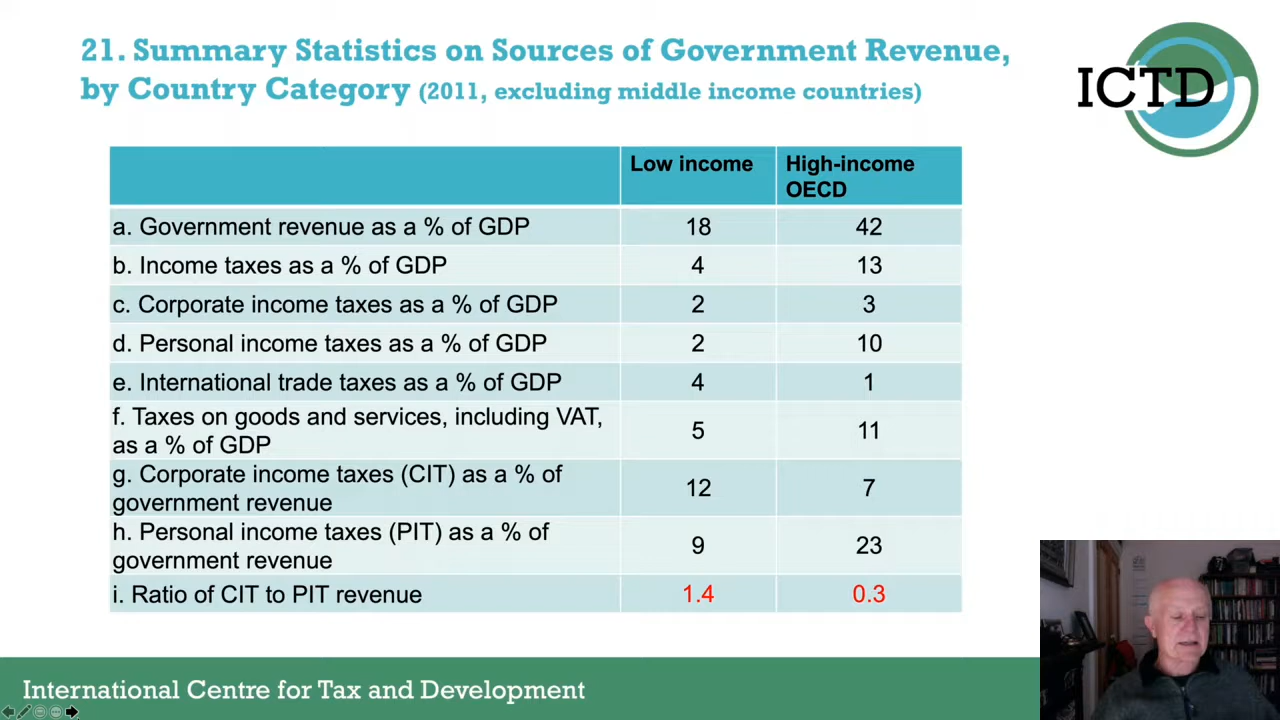 21. Summary Statistics on Sources of Government Revenue,
by Country Category (2011, excluding middle income countries)
ICTD
Low income
High-income
OECD
a. Government revenue as a % of GDP 18 42
b. Income taxes as a % of GDP 4 13
c. Corporate income taxes as a % of GDP 2 3
d. Personal income taxes as a % of GDP 2 10
e. International trade taxes as a % of GDP 4 1
f. Taxes on goods and services, including VAT,
as a % of GDP 5 11
g. Corporate income taxes (CIT) as a % of
government revenue 12 7
h. Personal income taxes (PIT) as a % of
government revenue 9 23
i. Ratio of CIT to PIT revenue 1.4 0.3
International Centre for Tax and Development